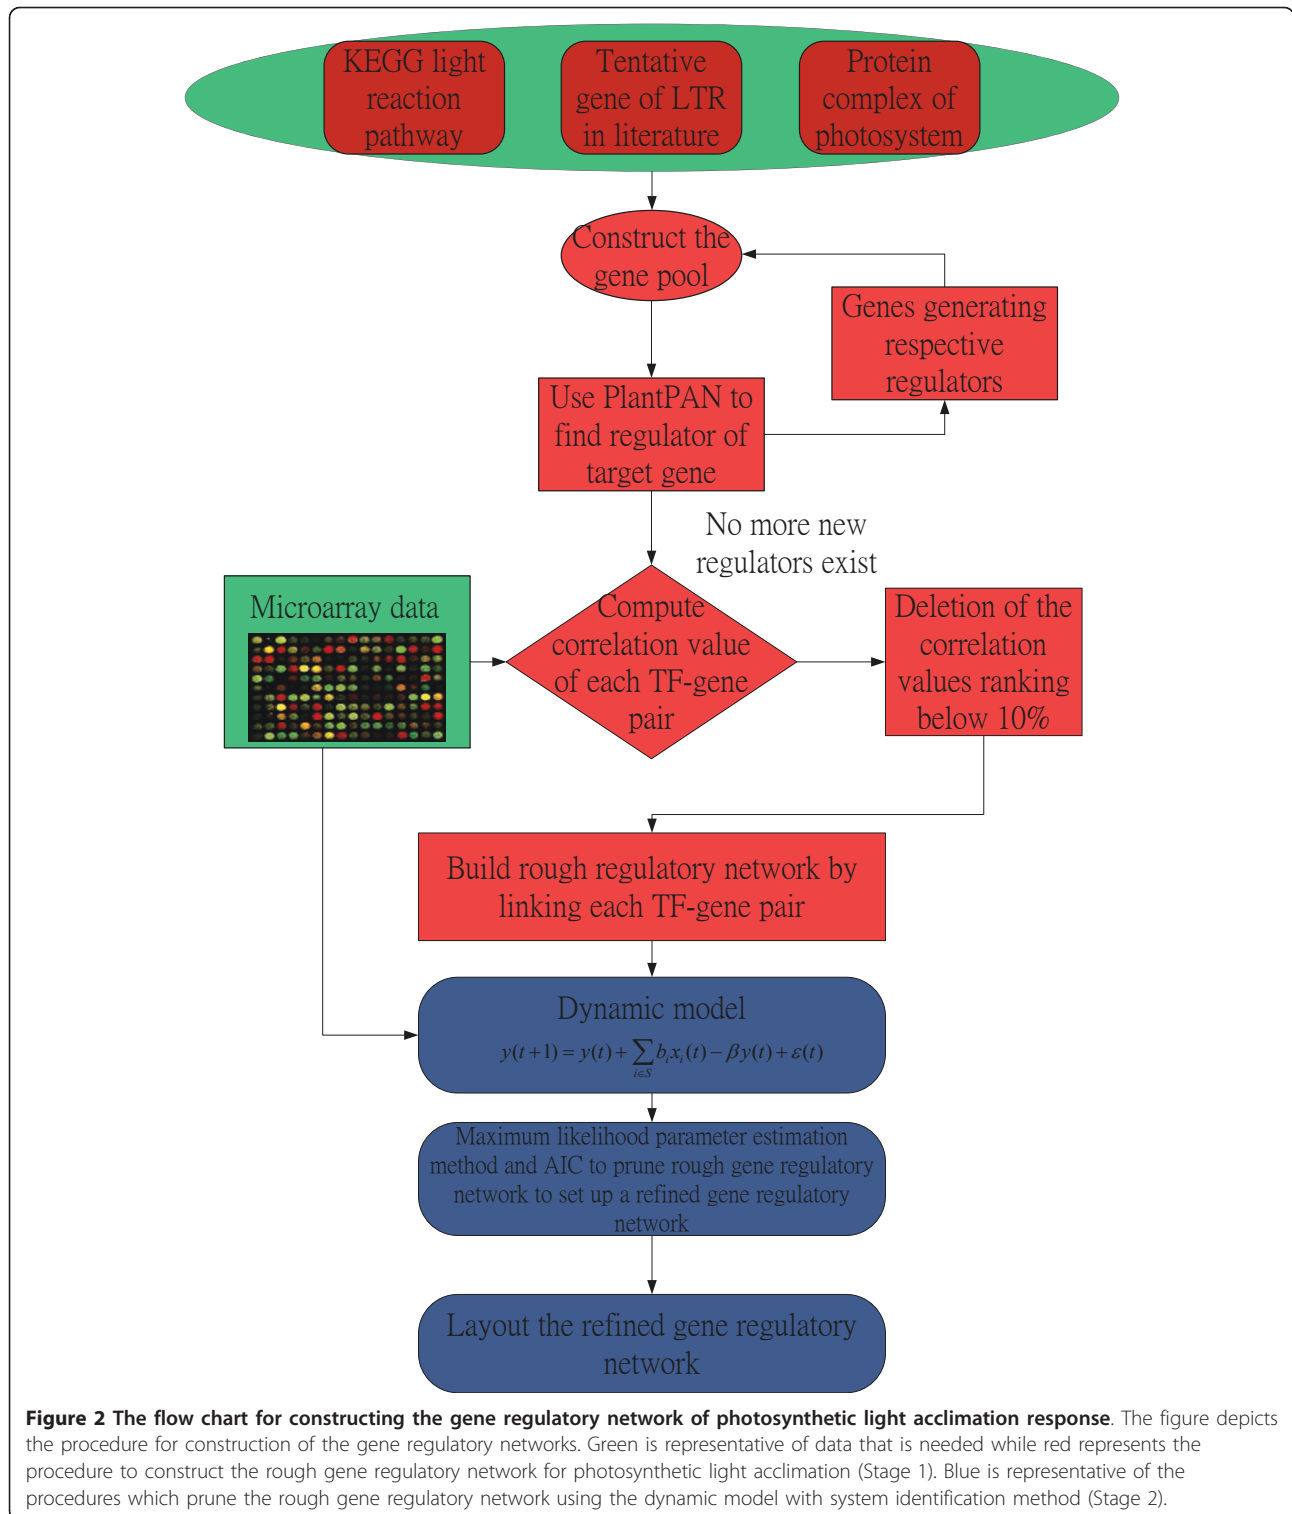 KEGG light
reaction
pathway
Tentative
gene of LTR
in literature
Protein
complex of
photosystem
Construct the
gene pool
Genes generating
respective
regulators
Use PlantPAN to
find regulator of
target gene
No more new
regulators exist
Microarray data
Compute
correlation value
of each TF-gene
pair
Deletion of the
correlation
values ranking
below 10%
Build rough regulatory network by
linking each TF-gene pair
Dynamic model
y(t+1) = y(t) + ∑_{i∈S} b_i x_i(t) − βy(t) + ε(t)
Maximum likelihood parameter estimation
method and AIC to prune rough gene regulatory
network to set up a refined gene regulatory
network
Layout the refined gene regulatory
network
Figure 2 The flow chart for constructing the gene regulatory network of photosynthetic light acclimation response. The figure depicts
the procedure for construction of the gene regulatory networks. Green is representative of data that is needed while red represents the
procedure to construct the rough gene regulatory network for photosynthetic light acclimation (Stage 1). Blue is representative of the
procedures which prune the rough gene regulatory network using the dynamic model with system identification method (Stage 2).